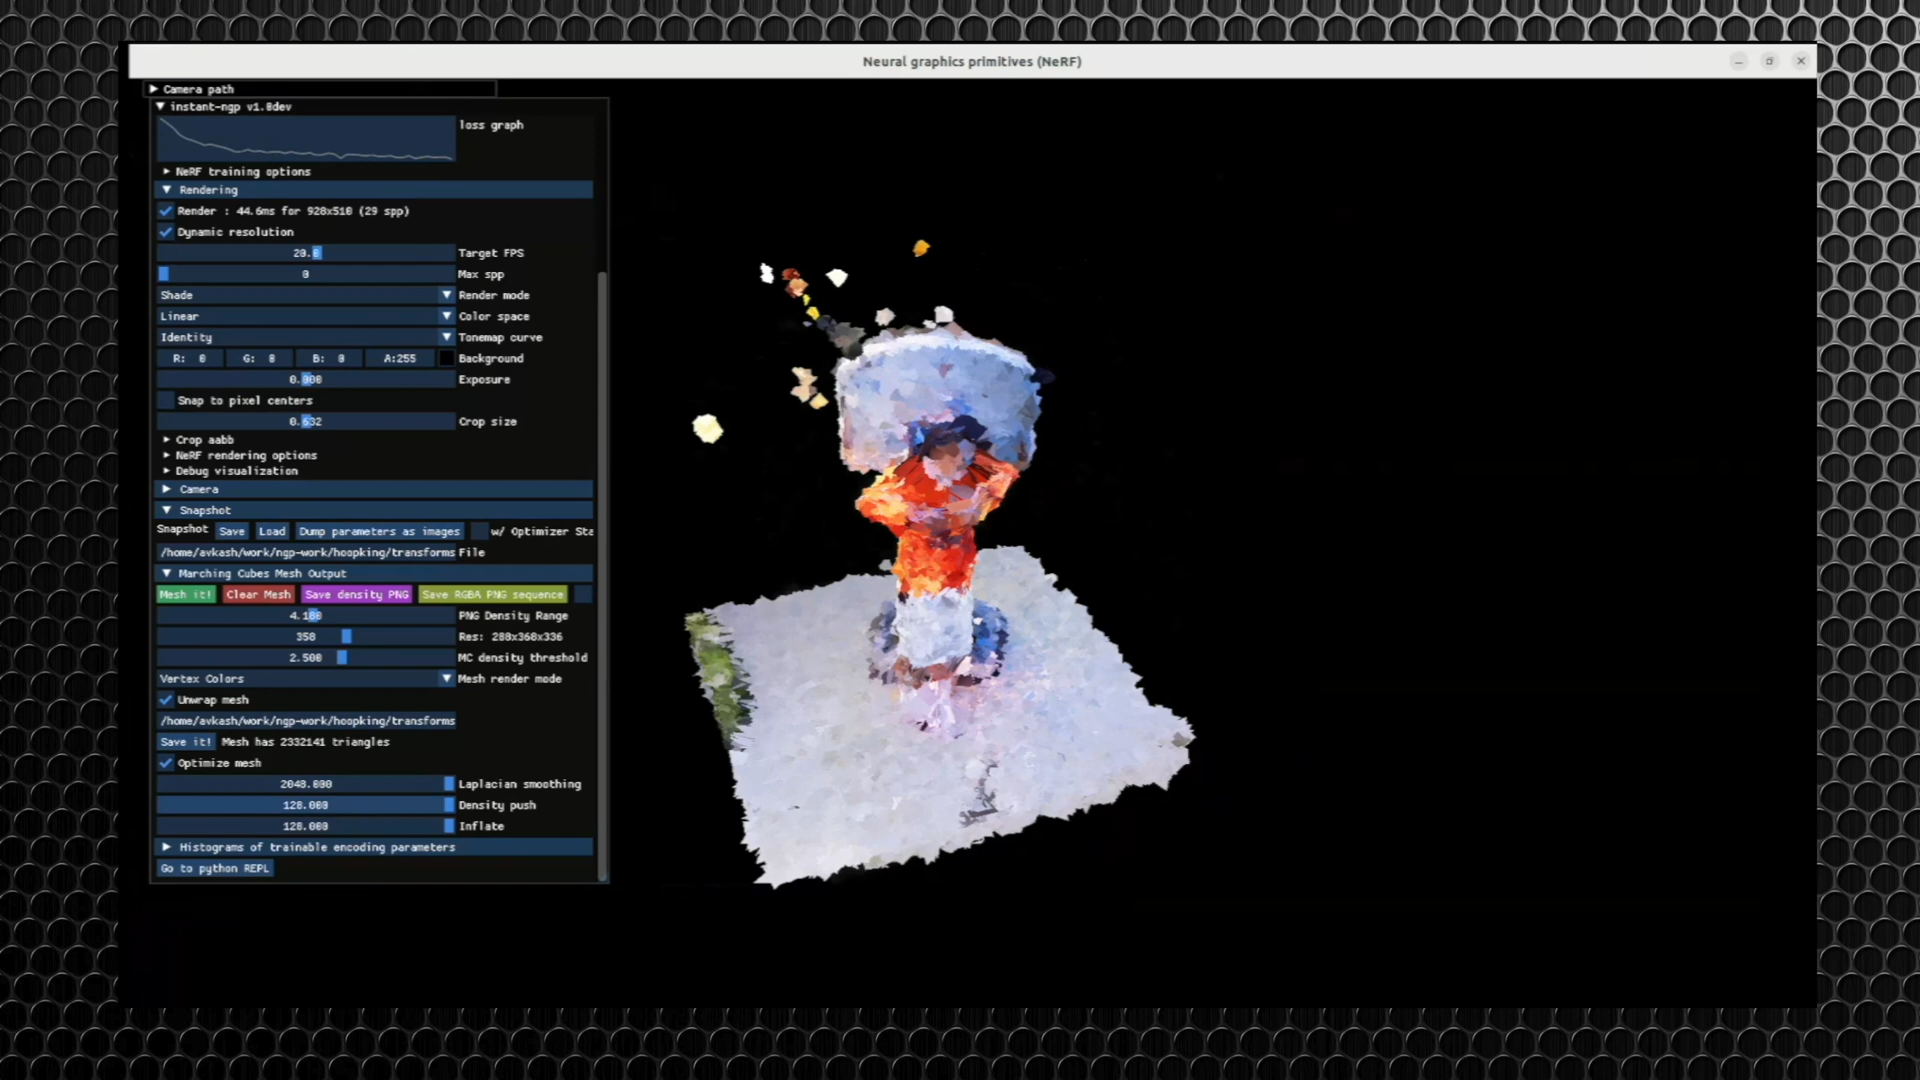 Neural graphics primitives (NeRF)
Camera path
instant-ngp v1.0dev
loss graph
NeRF training options
Rendering
Render : 44.6ms for 928x510 (29 spp)
Dynamic resolution
20.0 Target FPS
0 Max spp
Shade Render mode
Linear Color space
Identity Tonemap curve
R: 0 G: 0 B: 0 A:255 Background
0.000 Exposure
Snap to pixel centers
0.632 Crop size
Crop aabb
NeRF rendering options
Debug visualization
Camera
Snapshot
Snapshot Save Load Dump parameters as images w/ Optimizer Sta
/home/avkash/work/ngp-work/hoopking/transforms File
Marching Cubes Mesh Output
Mesh it! Clear Mesh Save density PNG Save RGBA PNG sequence
4.100 PNG Density Range
350 Res: 288x368x336
2.500 MC density threshold
Vertex Colors Mesh render mode
Unwrap mesh
/home/avkash/work/ngp-work/hoopking/transforms
Save it! Mesh has 2332141 triangles
Optimize mesh
2048.000 Laplacian smoothing
128.000 Density push
128.000 Inflate
Histograms of trainable encoding parameters
Go to python REPL